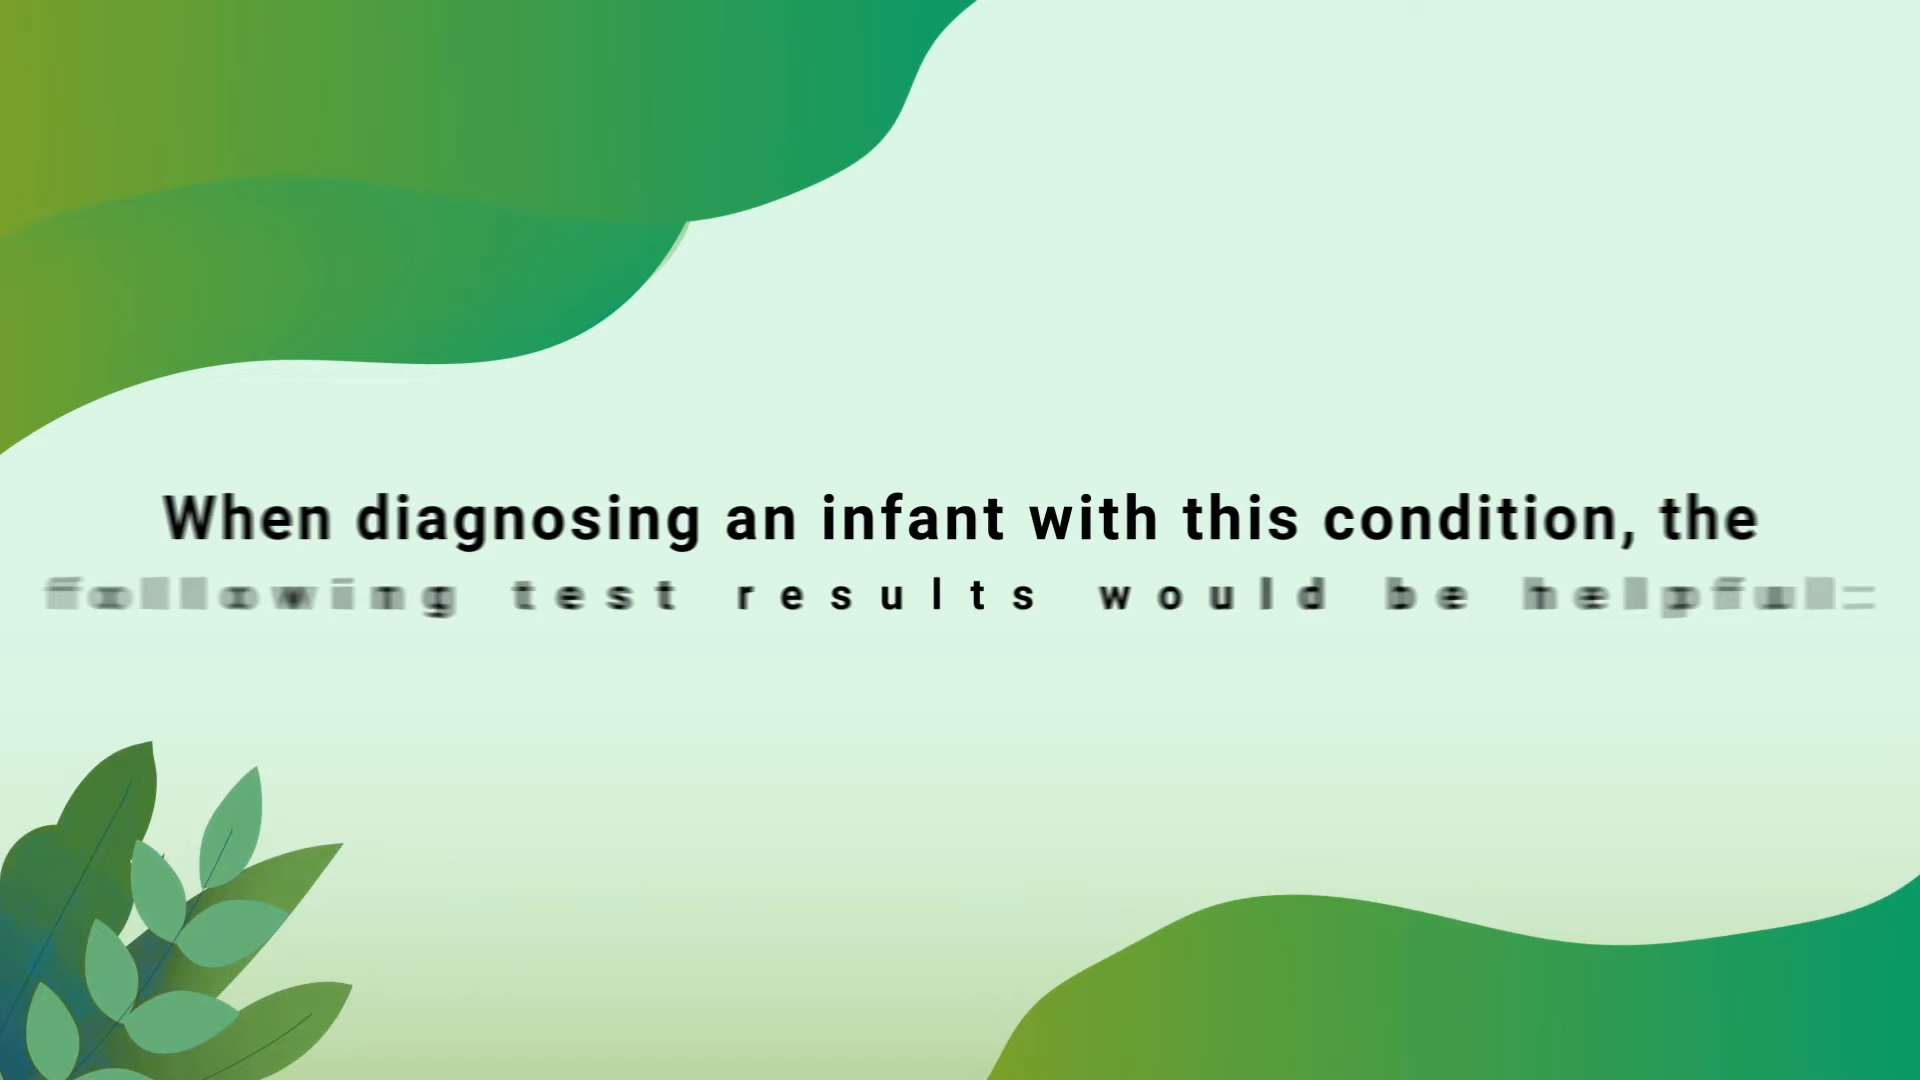 When diagnosing an infant with this condition, the
following test results would be helpful: